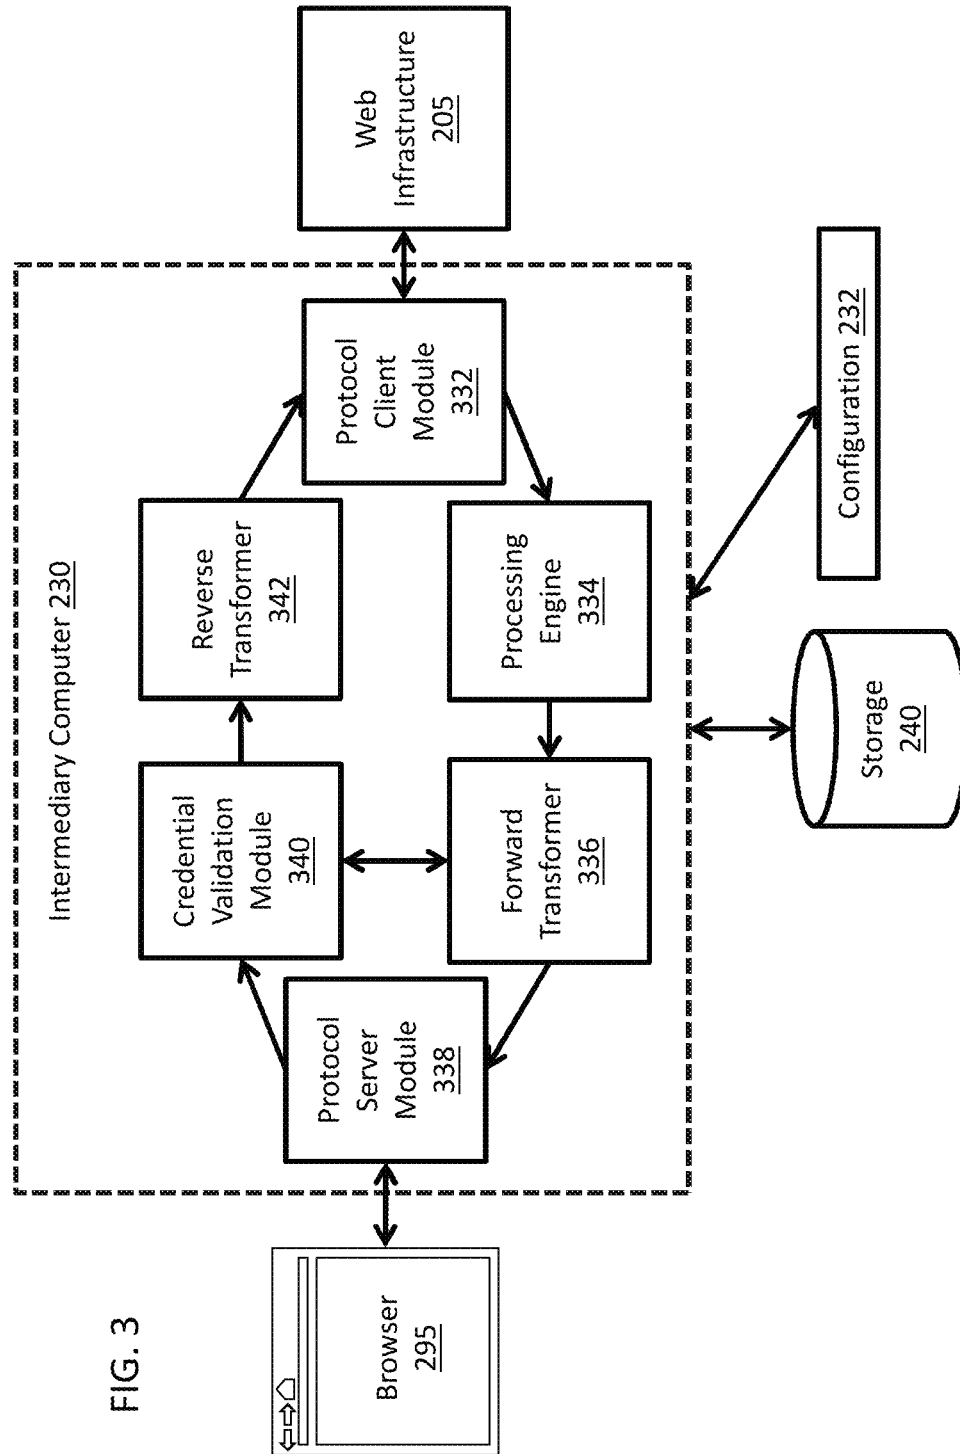 FIG. 3
Intermediary Computer 230
Browser
295
Protocol
Server
Module
338
Credential
Validation
Module
340
Reverse
Transformer
342
Protocol
Client
Module
332
Web
Infrastructure
205
Forward
Transformer
336
Processing
Engine
334
Storage
240
Configuration 232